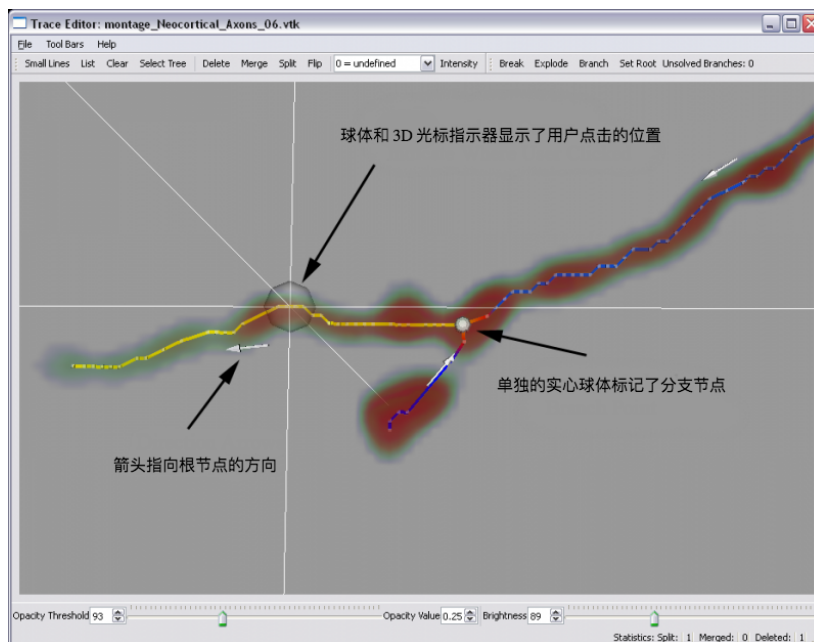 Trace Editor: montage_Neocortical_Axons_06.vtk
File Tool Bars Help
Small Lines List Clear Select Tree Delete Merge Split Flip 0 = undefined Intensity Break Explode Branch Set Root Unsolved Branches: 0
球体和 3D 光标指示器显示了用户点击的位置
单独的实心球体标记了分支节点
箭头指向根节点的方向
Opacity Threshold 93 Opacity Value 0.25 Brightness 89
Statistics: Split: 1 Merged: 0 Deleted: 1